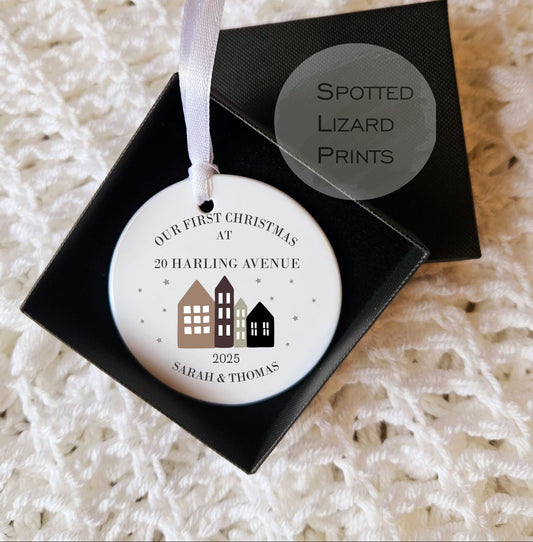 SPOTTED
LIZARD
PRINTS
OUR FIRST CHRISTMAS
AT
20 HARLING AVENUE
2025
SARAH & THOMAS